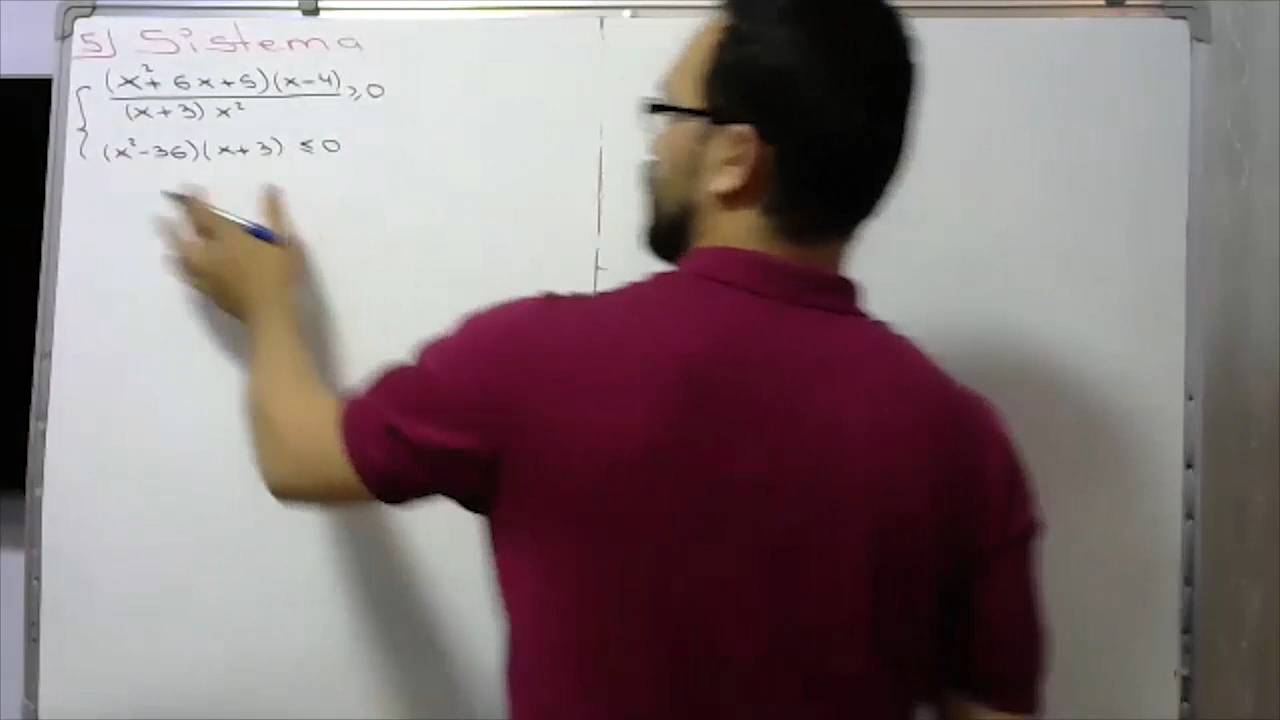 5) Sistema
(x²+6x+5)(x-4)
(x+3) x² ≥0
(x²-36)(x+3) ≤ 0